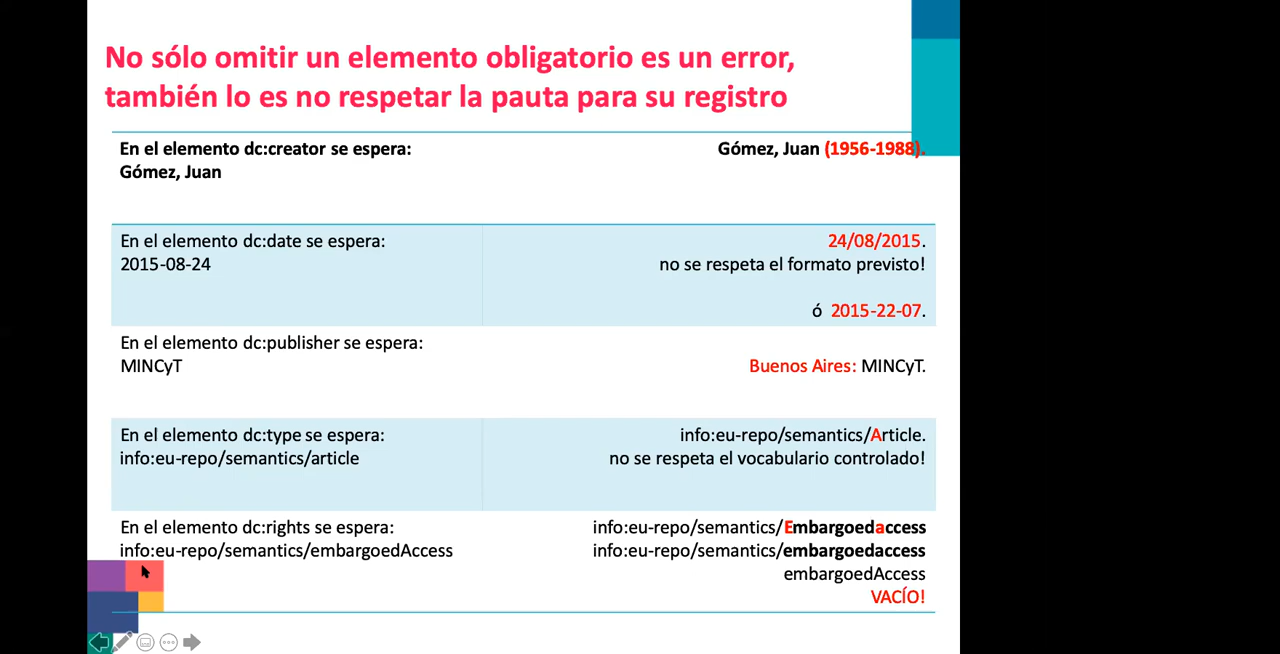 No sólo omitir un elemento obligatorio es un error,
también lo es no respetar la pauta para su registro
En el elemento dc:creator se espera:
Gómez, Juan
Gómez, Juan (1956-1988).
En el elemento dc:date se espera:
2015-08-24
24/08/2015.
no se respeta el formato previsto!
ó 2015-22-07.
En el elemento dc:publisher se espera:
MINCyT
Buenos Aires: MINCyT.
En el elemento dc:type se espera:
info:eu-repo/semantics/article
info:eu-repo/semantics/Article.
no se respeta el vocabulario controlado!
En el elemento dc:rights se espera:
info:eu-repo/semantics/embargoedAccess
info:eu-repo/semantics/Embargoedaccess
info:eu-repo/semantics/embargoedaccess
embargoedAccess
VACÍO!